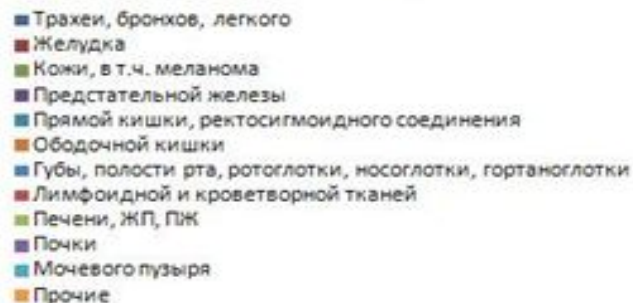 Трахеи, бронхов, легкого
Желудка
Кожи, в т.ч. меланома
Предстательной железы
Прямой кишки, ректосигмоидного соединения
Ободочной кишки
Губы, полости рта, ротоглотки, носоглотки, гортаноглотки
Лимфоидной и кроветворной тканей
Печени, ЖП, ПЖ
Почки
Мочевого пузыря
Прочие